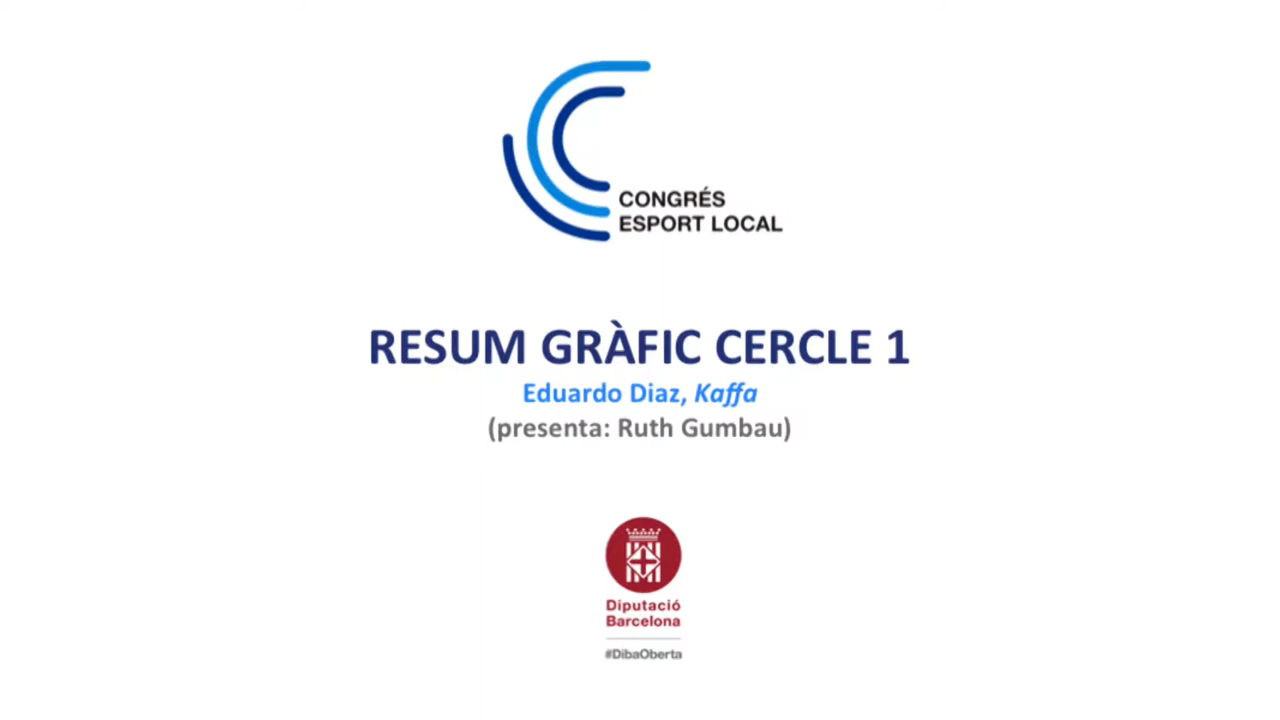 CONGRÉS
ESPORT LOCAL
RESUM GRÀFIC CERCLE 1
Eduardo Diaz, Kaffa
(presenta: Ruth Gumbau)
Diputació
Barcelona
#DibaOberta